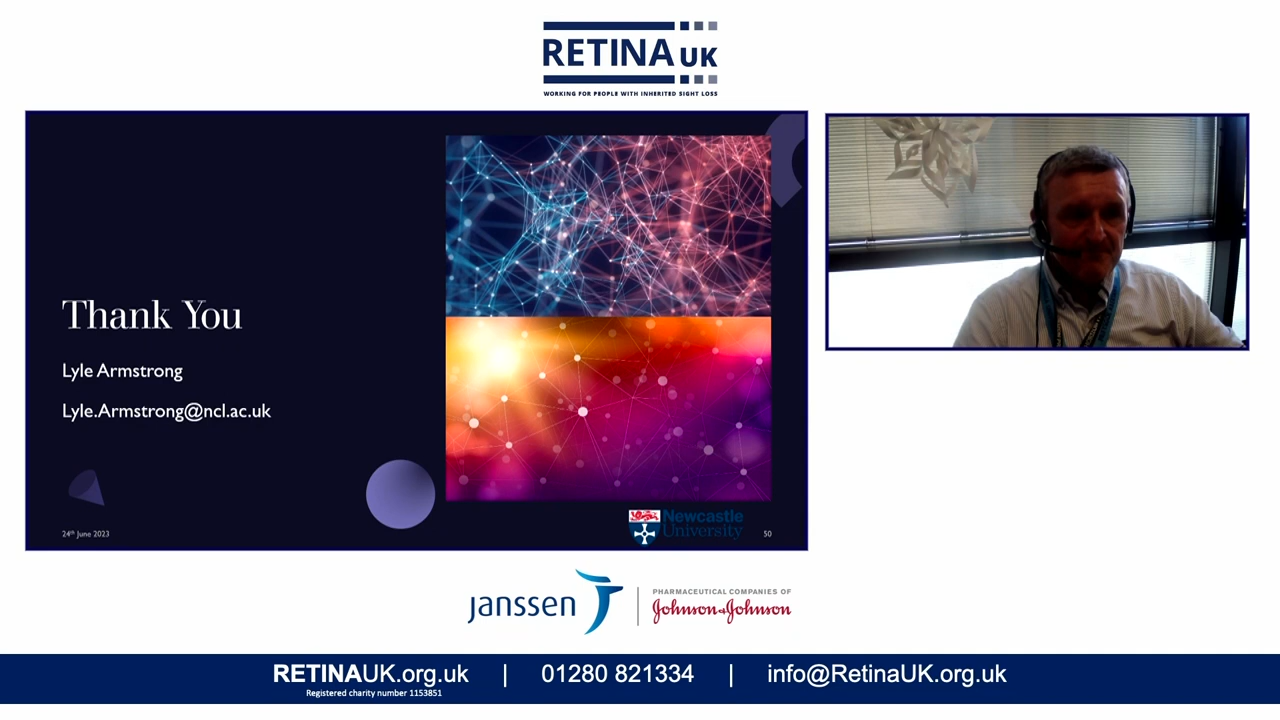 RETINA UK
WORKING FOR PEOPLE WITH INHERITED SIGHT LOSS
Thank You
Lyle Armstrong
Lyle.Armstrong@ncl.ac.uk
24th June 2023
Newcastle
University
50
janssen
PHARMACEUTICAL COMPANIES OF
Johnson & Johnson
RETINAUK.org.uk | 01280 821334 | info@RetinaUK.org.uk
Registered charity number 1153851